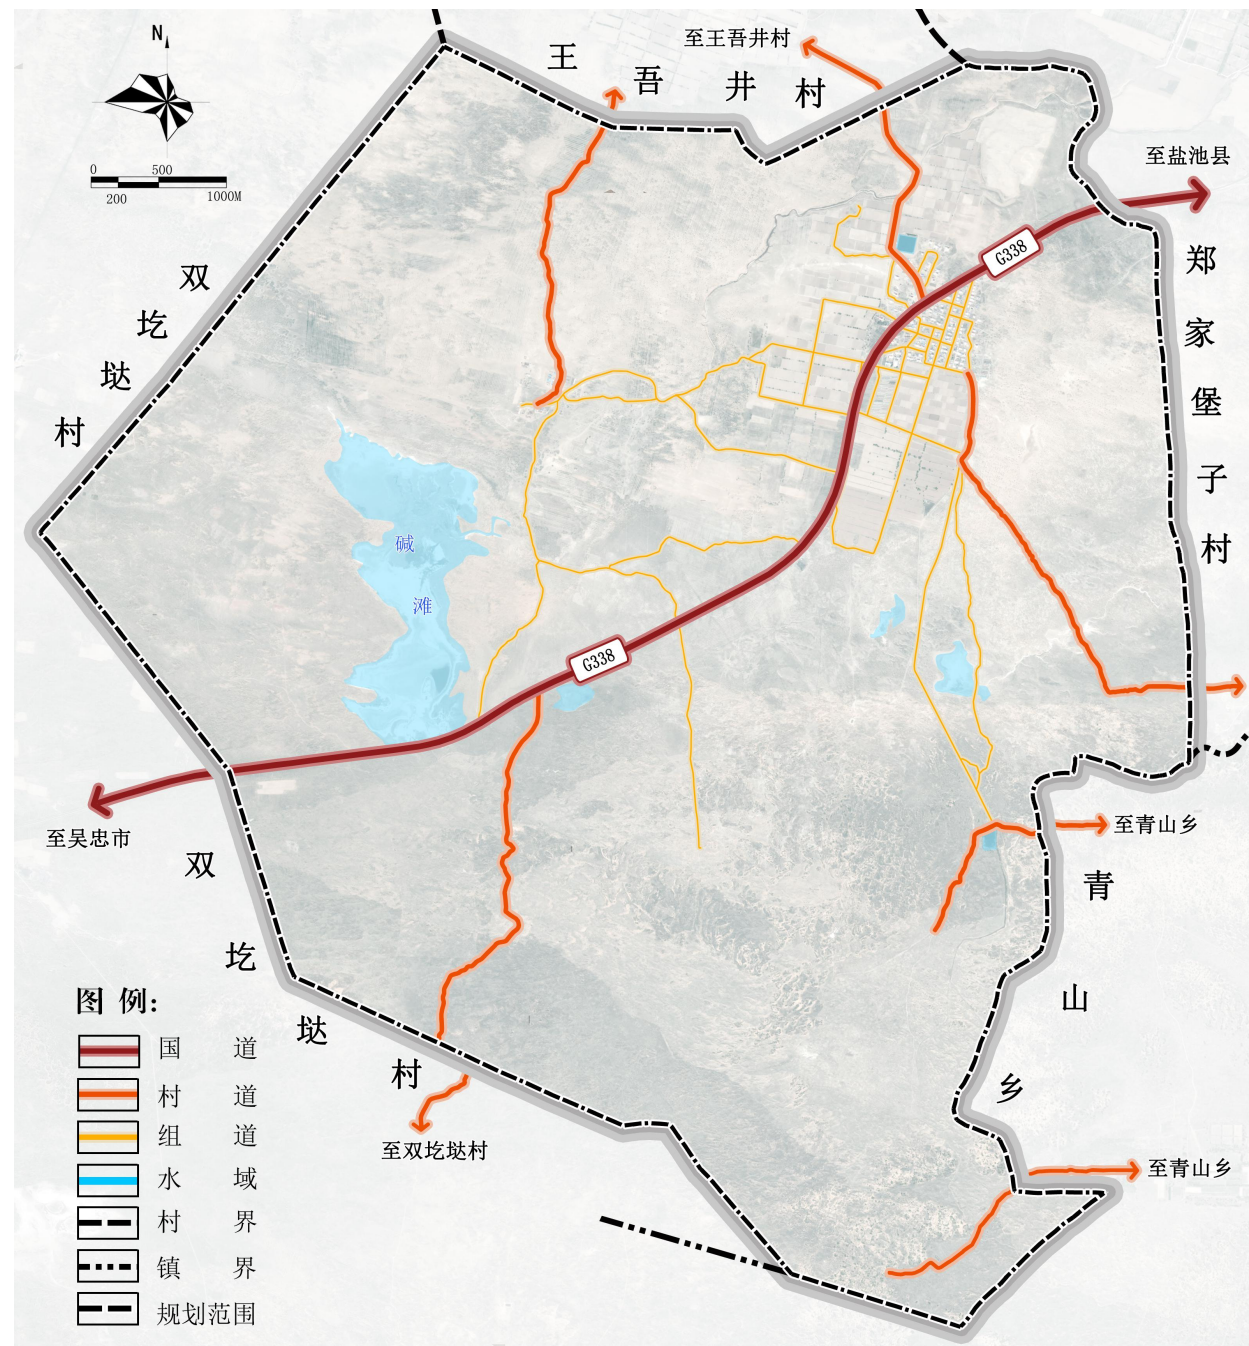 N
0 500
200 1000M
王吾井村
至王吾井村
至盐池县
G338
郑家堡子村
双圪垯村
碱滩
G338
至吴忠市
双圪垯村
至双圪垯村
至青山乡
青山乡
至青山乡
图 例:
国 道
村 道
组 道
水 域
村 界
镇 界
规划范围